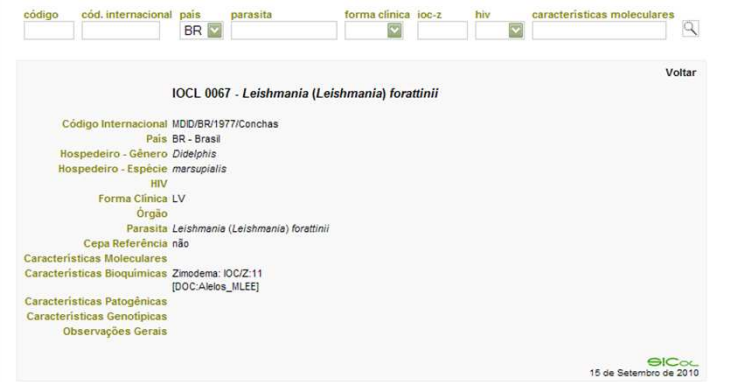 código cód. internacional país parasita forma clínica ioc-z hiv características moleculares
BR
Voltar
IOCL 0067 - Leishmania (Leishmania) forattinii
Código Internacional MDID/BR/1977/Conchas
País BR - Brasil
Hospedeiro - Gênero Didelphis
Hospedeiro - Espécie marsupialis
HIV
Forma Clínica LV
Órgão
Parasita Leishmania (Leishmania) forattinii
Cepa Referência não
Características Moleculares
Características Bioquímicas Zimodema: IOC/Z:11
[DOC:Alelos_MLEE]
Características Patogênicas
Características Genotípicas
Observações Gerais
SICOL
15 de Setembro de 2010